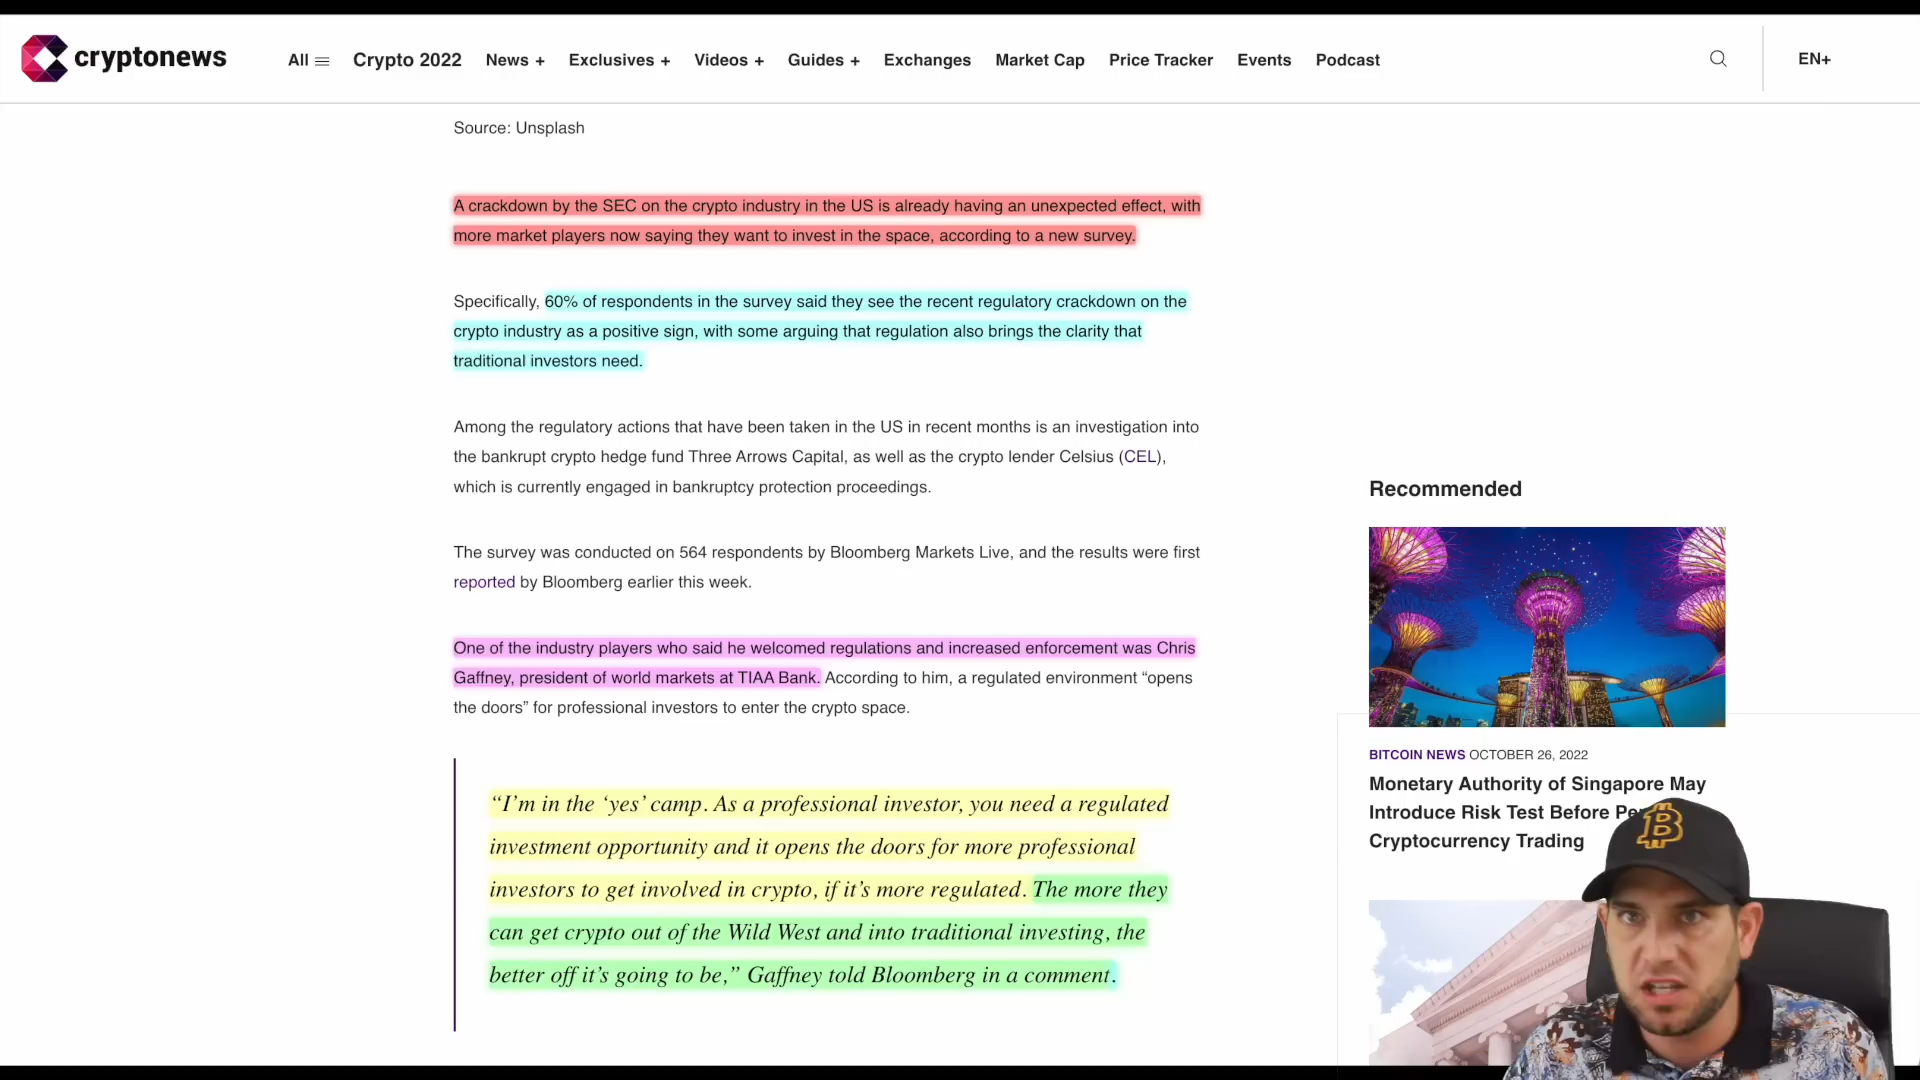 cryptonews
All
Crypto 2022
News +
Exclusives +
Videos +
Guides +
Exchanges
Market Cap
Price Tracker
Events
Podcast
EN+
Source: Unsplash
A crackdown by the SEC on the crypto industry in the US is already having an unexpected effect, with
more market players now saying they want to invest in the space, according to a new survey.
Specifically, 60% of respondents in the survey said they see the recent regulatory crackdown on the
crypto industry as a positive sign, with some arguing that regulation also brings the clarity that
traditional investors need.
Among the regulatory actions that have been taken in the US in recent months is an investigation into
the bankrupt crypto hedge fund Three Arrows Capital, as well as the crypto lender Celsius (CEL),
which is currently engaged in bankruptcy protection proceedings.
The survey was conducted on 564 respondents by Bloomberg Markets Live, and the results were first
reported by Bloomberg earlier this week.
One of the industry players who said he welcomed regulations and increased enforcement was Chris
Gaffney, president of world markets at TIAA Bank. According to him, a regulated environment “opens
the doors” for professional investors to enter the crypto space.
“I’m in the ‘yes’ camp. As a professional investor, you need a regulated
investment opportunity and it opens the doors for more professional
investors to get involved in crypto, if it’s more regulated. The more they
can get crypto out of the Wild West and into traditional investing, the
better off it’s going to be,” Gaffney told Bloomberg in a comment.
Recommended
BITCOIN NEWS OCTOBER 26, 2022
Monetary Authority of Singapore May
Introduce Risk Test Before
Cryptocurrency Trading
B